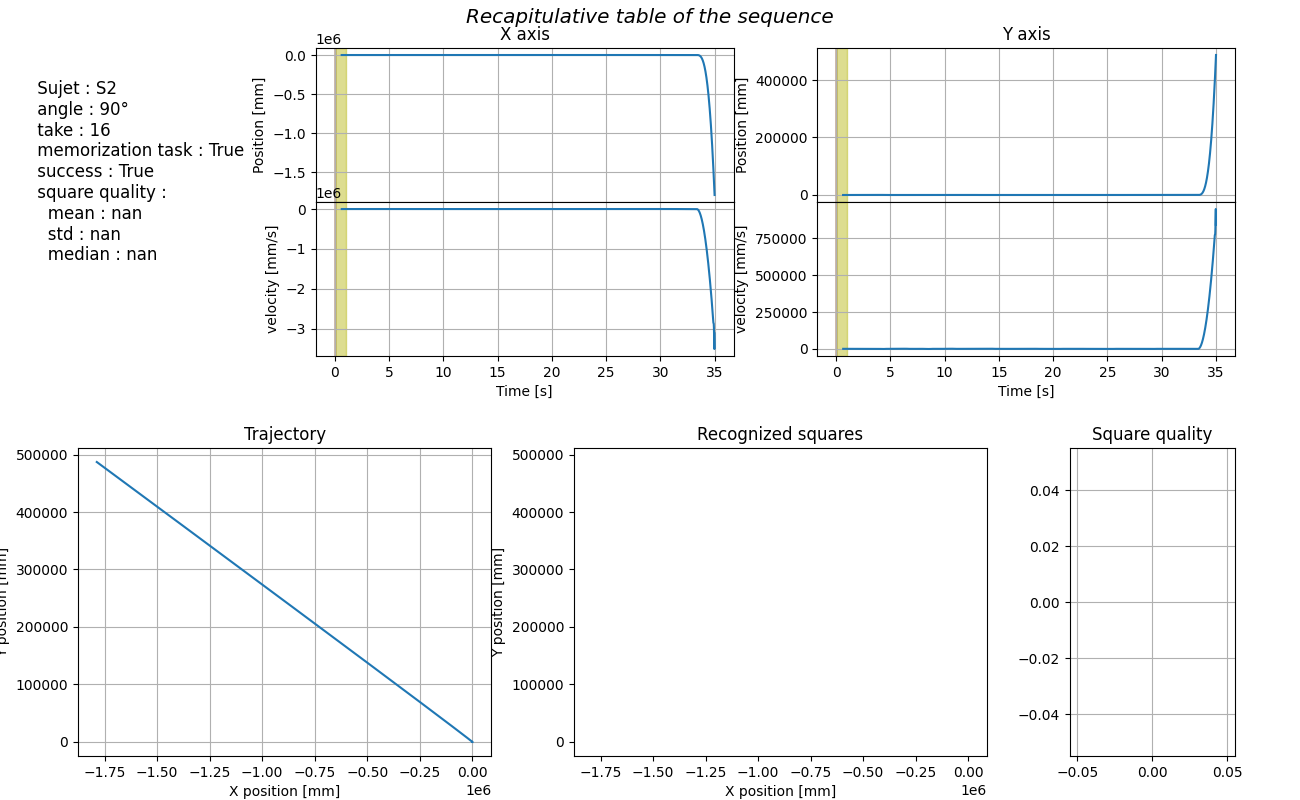 Recapitulative table of the sequence
Sujet : S2
angle : 90°
take : 16
memorization task : True
success : True
square quality :
mean : nan
std : nan
median : nan
X axis
1e6
Position [mm]
0.0
−0.5
−1.0
−1.5
1e6
velocity [mm/s]
0
−1
−2
−3
0 5 10 15 20 25 30 35
Time [s]
Y axis
Position [mm]
400000
200000
0
velocity [mm/s]
750000
500000
250000
0
0 5 10 15 20 25 30 35
Time [s]
Trajectory
Y position [mm]
500000
400000
300000
200000
100000
0
−1.75 −1.50 −1.25 −1.00 −0.75 −0.50 −0.25 0.00
X position [mm]
1e6
Recognized squares
Y position [mm]
500000
400000
300000
200000
100000
0
−1.75 −1.50 −1.25 −1.00 −0.75 −0.50 −0.25 0.00
X position [mm]
1e6
Square quality
0.04
0.02
0.00
−0.02
−0.04
−0.05 0.00 0.05